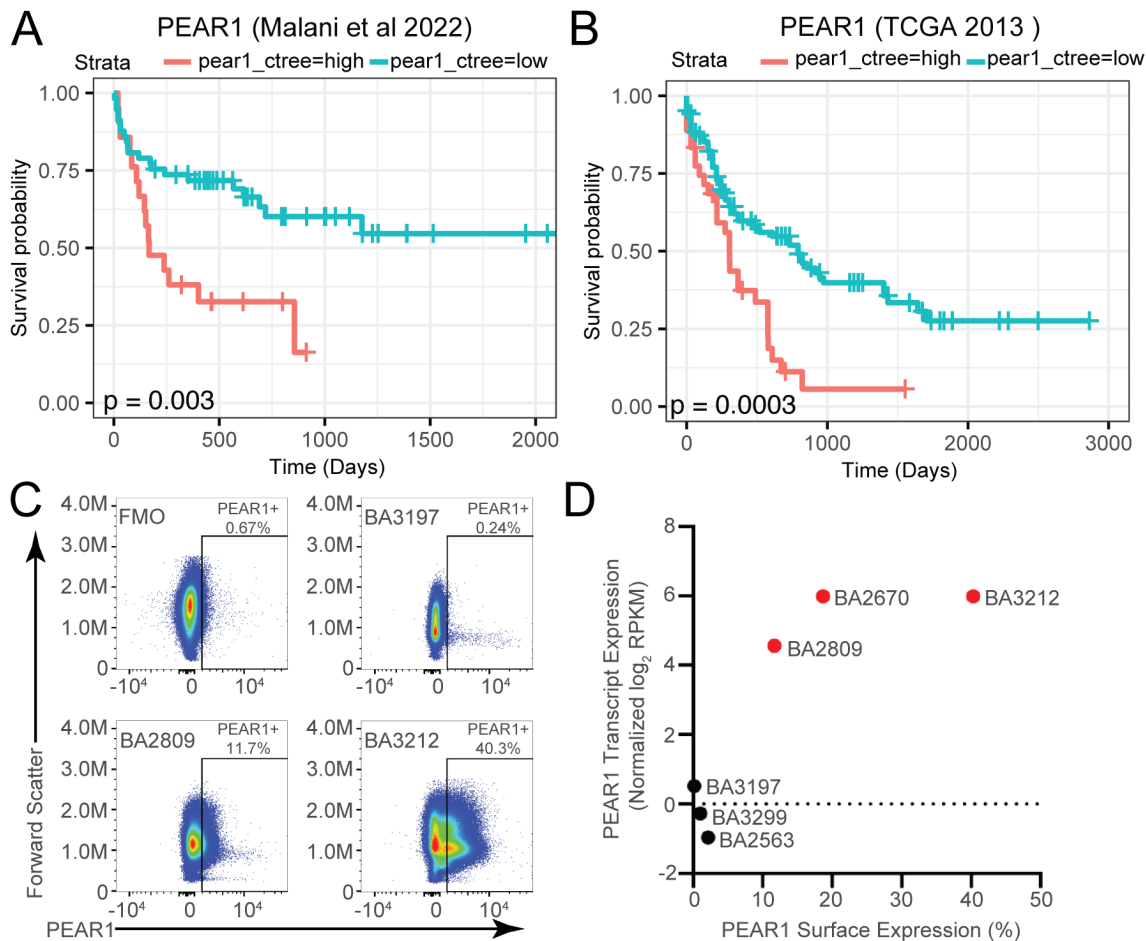 A
PEAR1 (Malani et al 2022)
Strata pear1_ctree=high pear1_ctree=low
Survival probability
1.00
0.75
0.50
0.25
0.00
p = 0.003
0 500 1000 1500 2000
Time (Days)
B
PEAR1 (TCGA 2013 )
Strata pear1_ctree=high pear1_ctree=low
Survival probability
1.00
0.75
0.50
0.25
0.00
p = 0.0003
0 1000 2000 3000
Time (Days)
C
Forward Scatter
4.0M
3.0M
2.0M
1.0M
0
FMO
PEAR1+
0.67%
-10⁴ 0 10⁴
4.0M
3.0M
2.0M
1.0M
0
BA3197
PEAR1+
0.24%
-10⁴ 0 10⁴
4.0M
3.0M
2.0M
1.0M
0
BA2809
PEAR1+
11.7%
-10⁴ 0 10⁴
4.0M
3.0M
2.0M
1.0M
0
BA3212
PEAR1+
40.3%
-10⁴ 0 10⁴
PEAR1
D
PEAR1 Transcript Expression
(Normalized log₂ RPKM)
8
6
4
2
0
-2
BA2670
BA3212
BA2809
BA3197
BA3299
BA2563
0 10 20 30 40 50
PEAR1 Surface Expression (%)